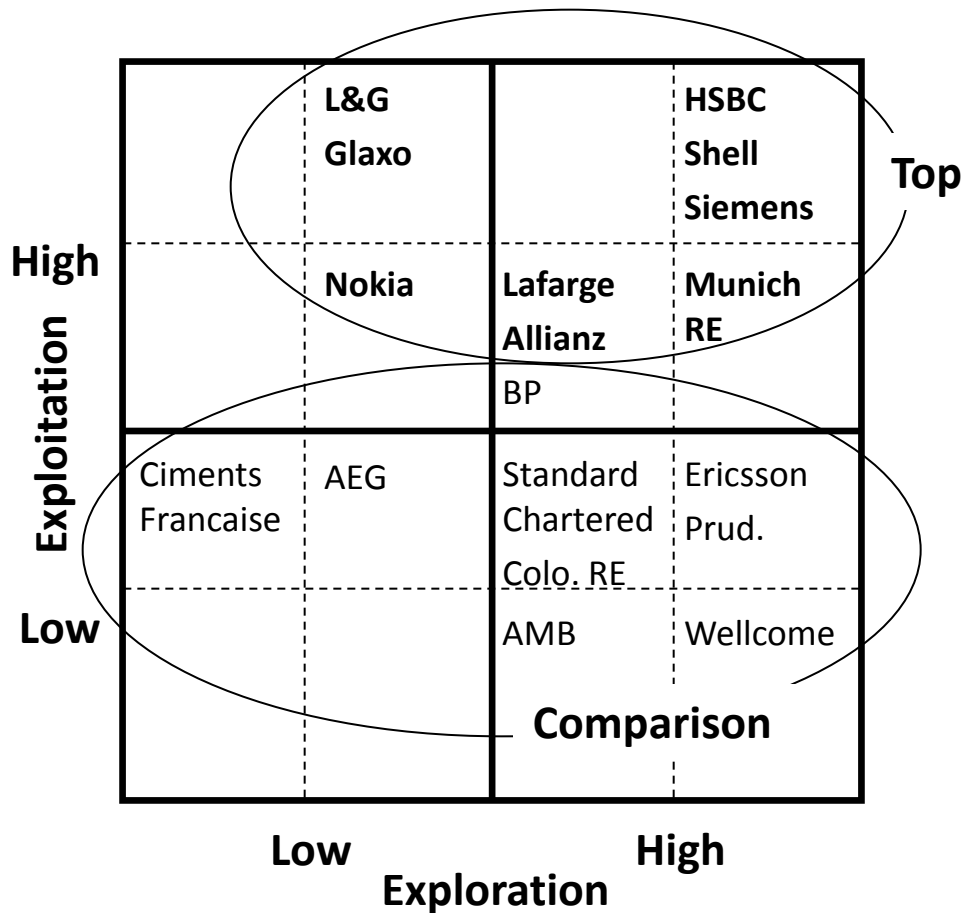 L&G
Glaxo
HSBC
Shell
Siemens
Top
High
Nokia
Lafarge
Allianz
BP
Munich
RE
Exploitation
Ciments
Francaise
AEG
Standard
Chartered
Colo. RE
Ericsson
Prud.
Low
AMB
Wellcome
Comparison
Low
High
Exploration